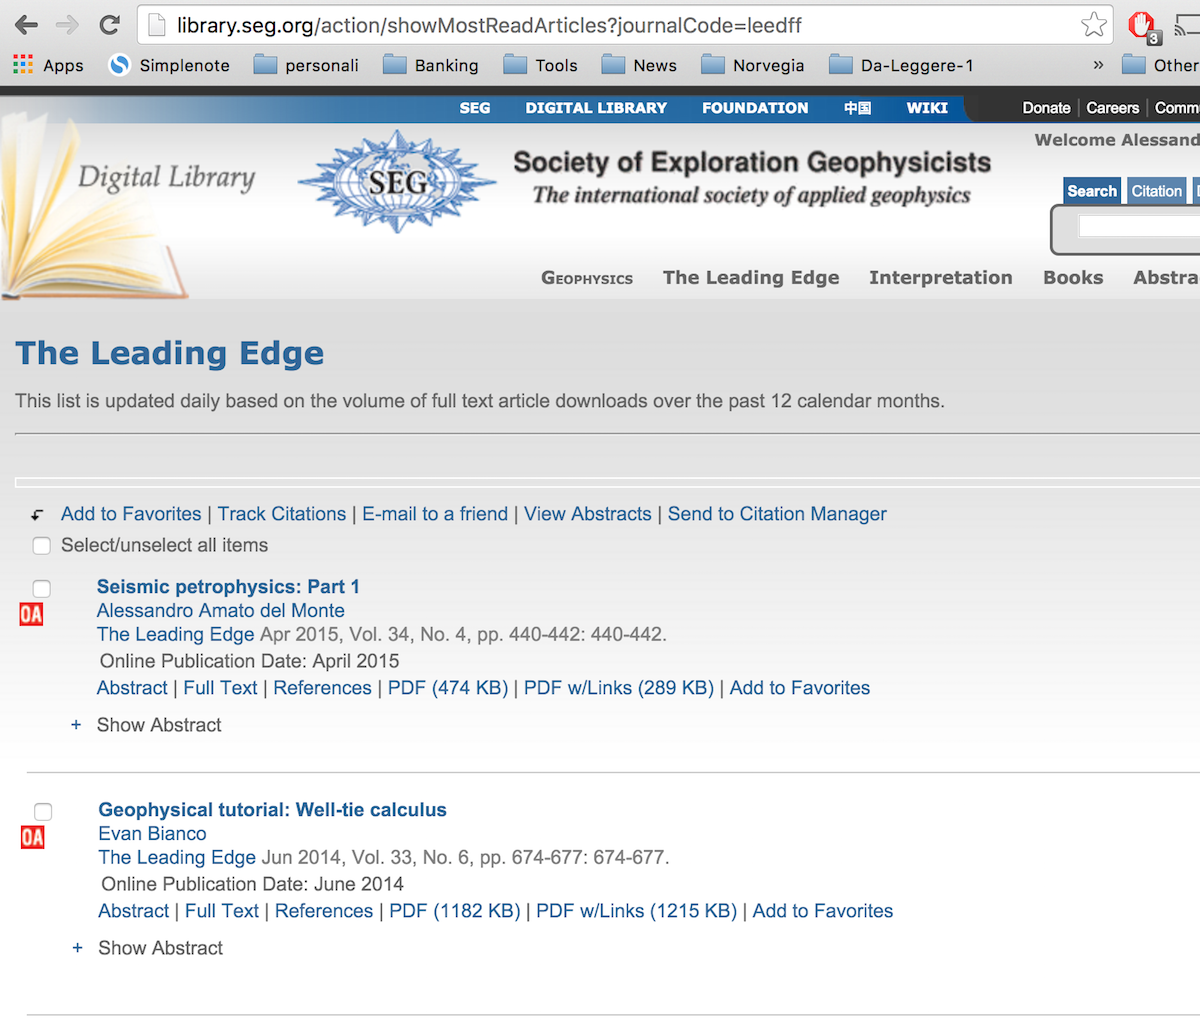 library.seg.org/action/showMostReadArticles?journalCode=leedff
3
Apps Simplenote personali Banking Tools News Norvegia Da-Leggere-1 » Other
SEG DIGITAL LIBRARY FOUNDATION 中国 WIKI Donate | Careers | Comm
Welcome Alessand
Digital Library
SEG
Society of Exploration Geophysicists
The international society of applied geophysics
Search Citation
GEOPHYSICS The Leading Edge Interpretation Books Abstra
The Leading Edge
This list is updated daily based on the volume of full text article downloads over the past 12 calendar months.
Add to Favorites | Track Citations | E-mail to a friend | View Abstracts | Send to Citation Manager
Select/unselect all items
Seismic petrophysics: Part 1
OA
Alessandro Amato del Monte
The Leading Edge Apr 2015, Vol. 34, No. 4, pp. 440-442: 440-442.
Online Publication Date: April 2015
Abstract | Full Text | References | PDF (474 KB) | PDF w/Links (289 KB) | Add to Favorites
+ Show Abstract
Geophysical tutorial: Well-tie calculus
OA
Evan Bianco
The Leading Edge Jun 2014, Vol. 33, No. 6, pp. 674-677: 674-677.
Online Publication Date: June 2014
Abstract | Full Text | References | PDF (1182 KB) | PDF w/Links (1215 KB) | Add to Favorites
+ Show Abstract